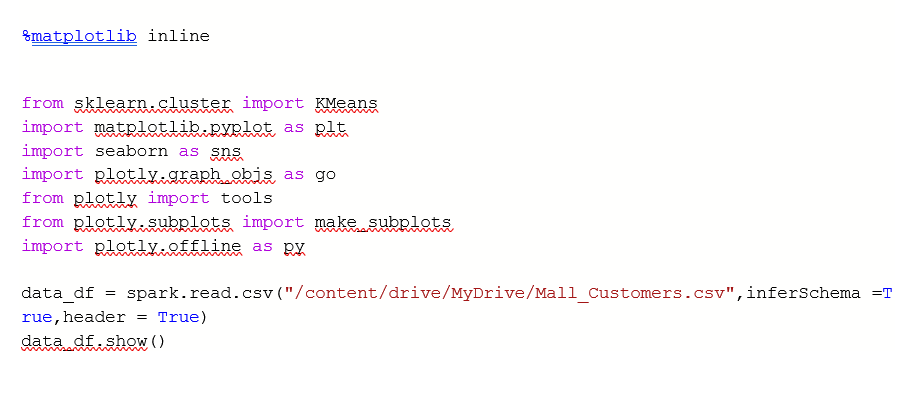 %matplotlib inline
from sklearn.cluster import KMeans
import matplotlib.pyplot as plt
import seaborn as sns
import plotly.graph_objs as go
from plotly import tools
from plotly.subplots import make_subplots
import plotly.offline as py
data_df = spark.read.csv("/content/drive/MyDrive/Mall_Customers.csv",inferSchema =T
rue,header = True)
data_df.show()